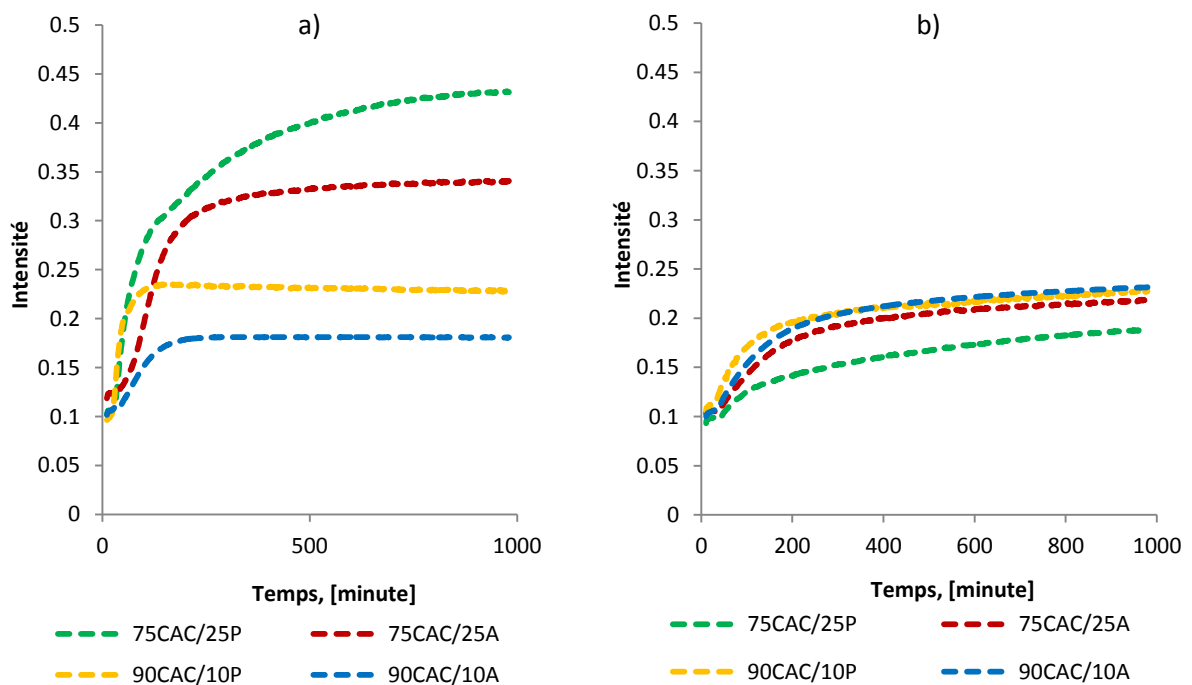 a)
0.5
0.45
0.4
0.35
0.3
0.25
0.2
0.15
0.1
0.05
0
Intensité
0 500 1000
Temps, [minute]
75CAC/25P 75CAC/25A
90CAC/10P 90CAC/10A
b)
0.5
0.45
0.4
0.35
0.3
0.25
0.2
0.15
0.1
0.05
0
Intensité
0 200 400 600 800 1000
Temps, [minute]
75CAC/25P 75CAC/25A
90CAC/10P 90CAC/10A